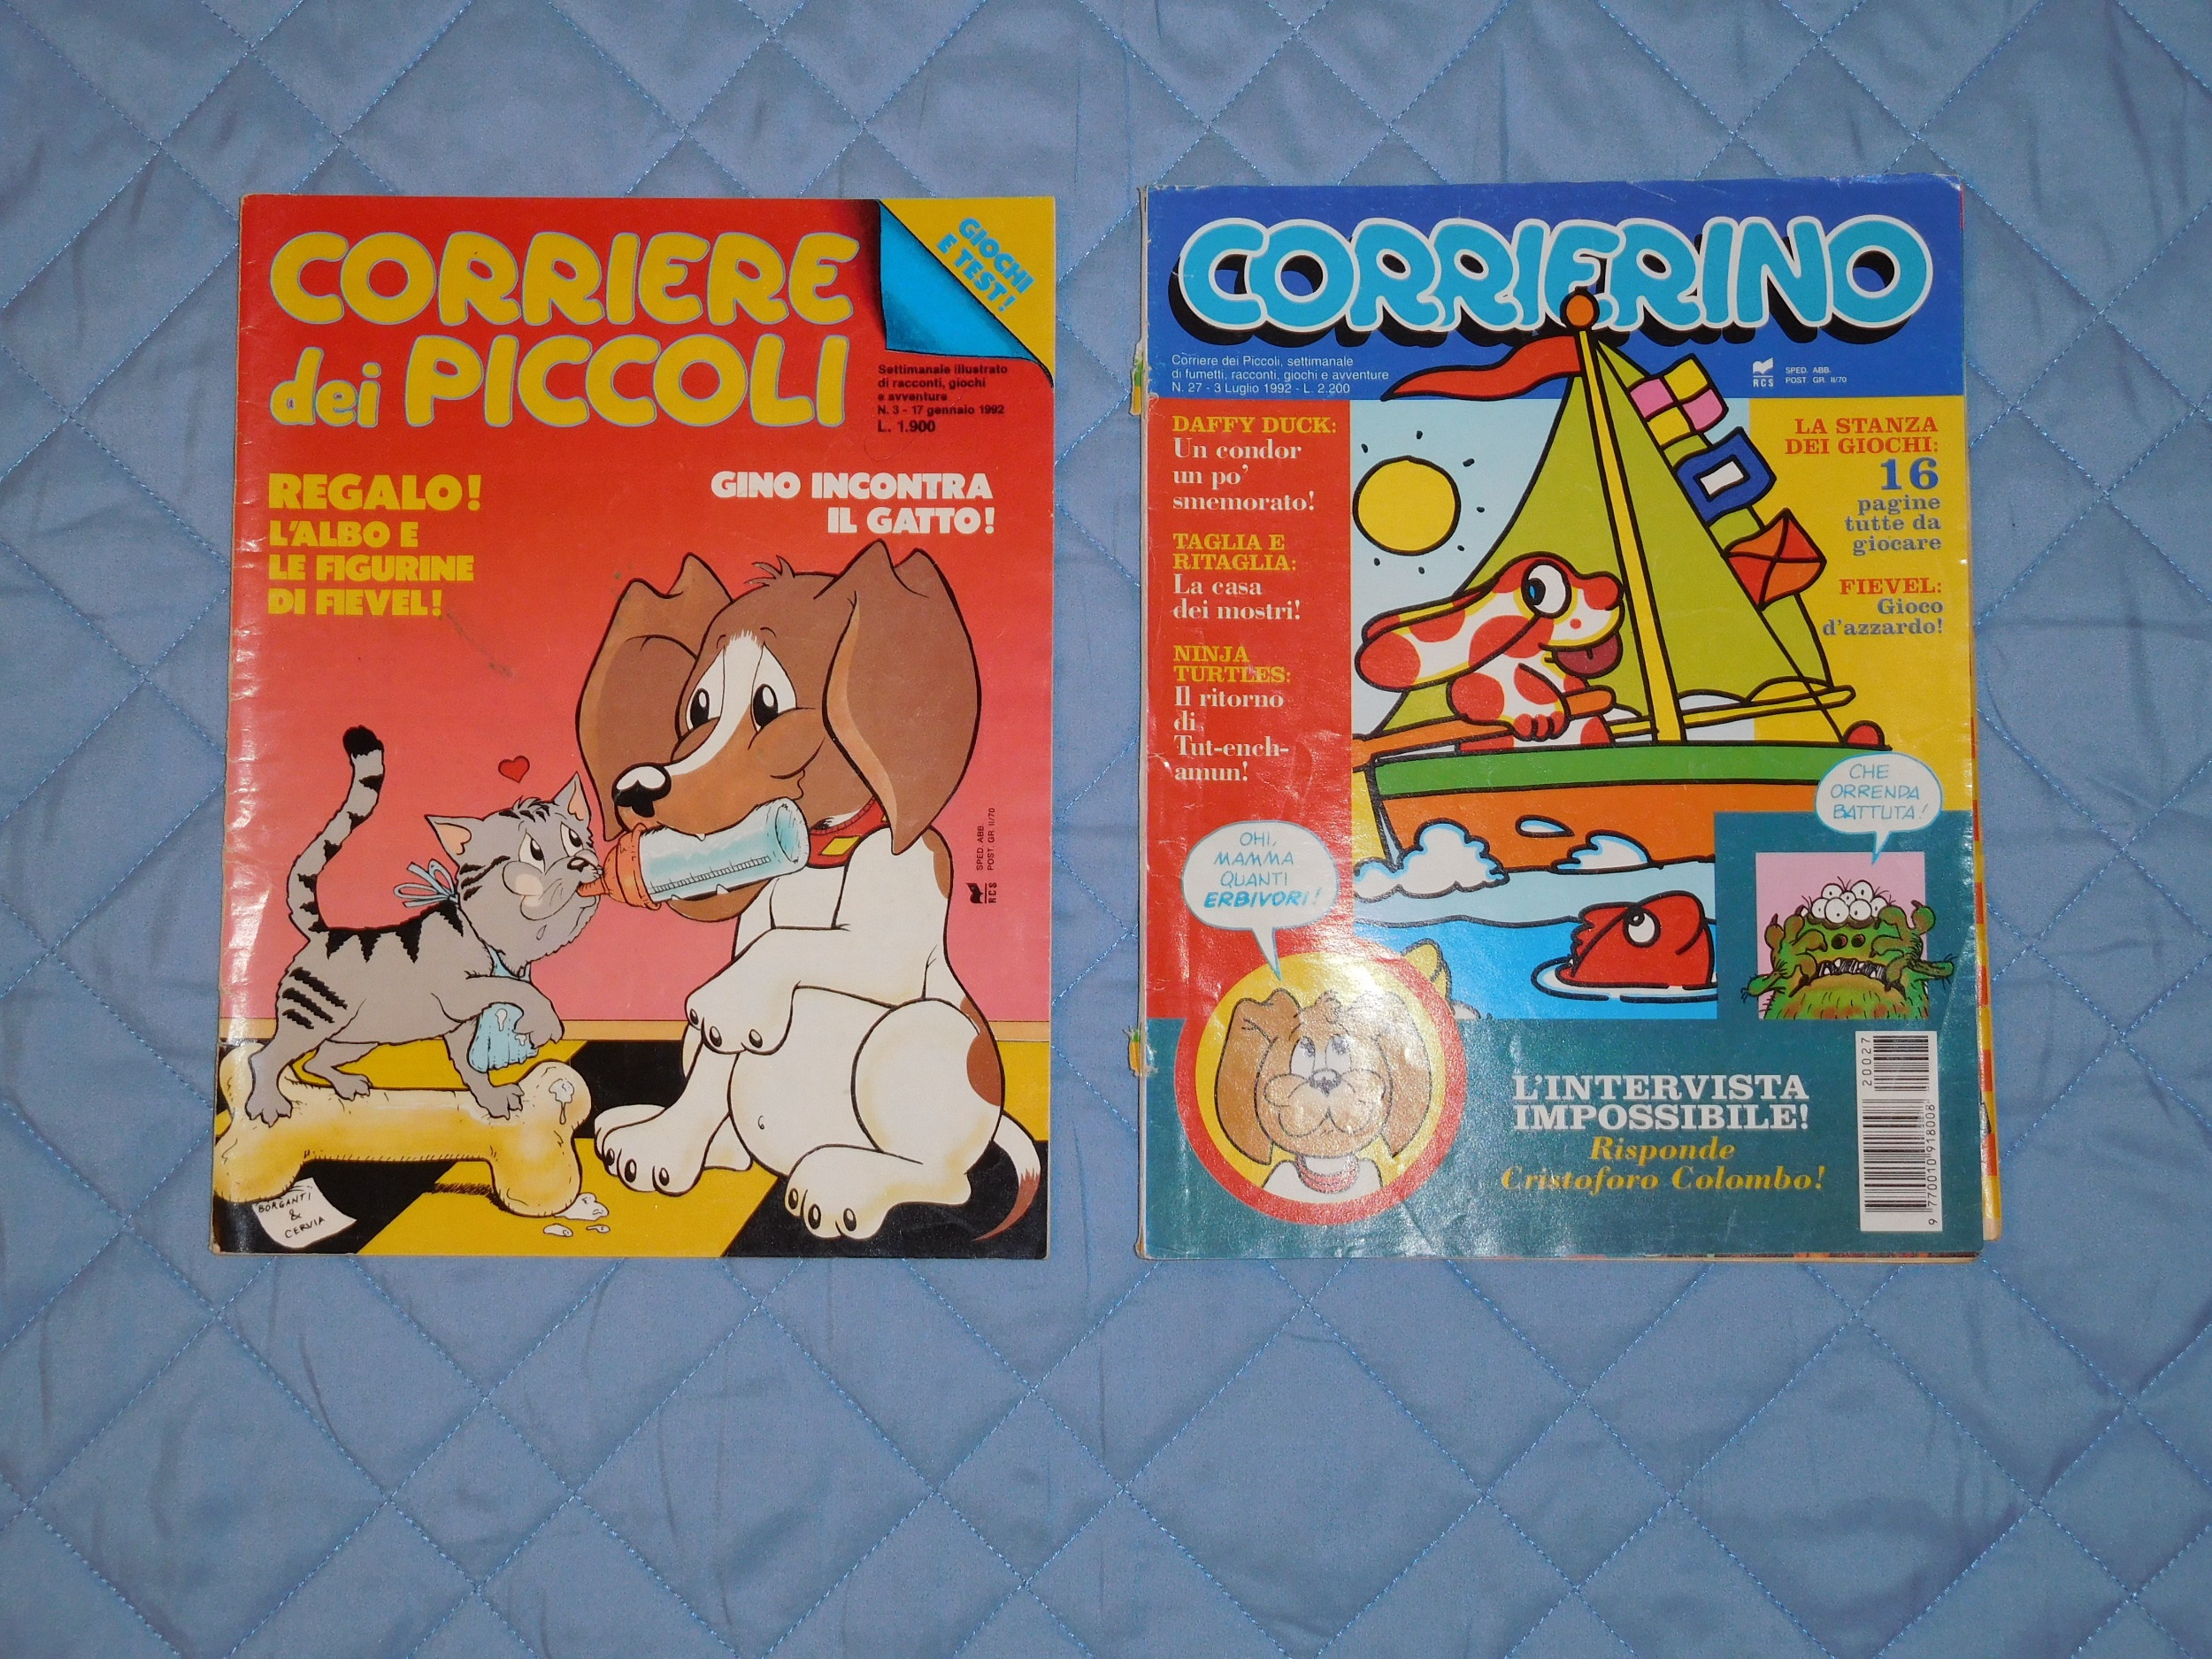 CORRIERE
dei PICCOLI
GIOCHI
E TEST!
Settimanale illustrato
di racconti, giochi
e avventure
N. 3 - 17 gennaio 1992
L. 1.900
REGALO!
L'ALBO E
LE FIGURINE
DI FIEVEL!
GINO INCONTRA
IL GATTO!
SPED. ABB.
POST. GR. II/70
RCS
BORGANTI
&
CERVIA
CORRIERINO
Corriere dei Piccoli, settimanale
di fumetti, racconti, giochi e avventure
N. 27 - 3 Luglio 1992 - L. 2.200
RCS
SPED. ABB.
POST. GR. II/70
DAFFY DUCK:
Un condor
un po'
smemorato!
TAGLIA E
RITAGLIA:
La casa
dei mostri!
NINJA
TURTLES:
Il ritorno
di
Tut-ench-
amun!
LA STANZA
DEI GIOCHI:
16
pagine
tutte da
giocare
FIEVEL:
Gioco
d'azzardo!
CHE
ORRENDA
BATTUTA!
OHI,
MAMMA
QUANTI
ERBIVORI!
L'INTERVISTA
IMPOSSIBILE!
Risponde
Cristoforo Colombo!
20027
9 770010 918008